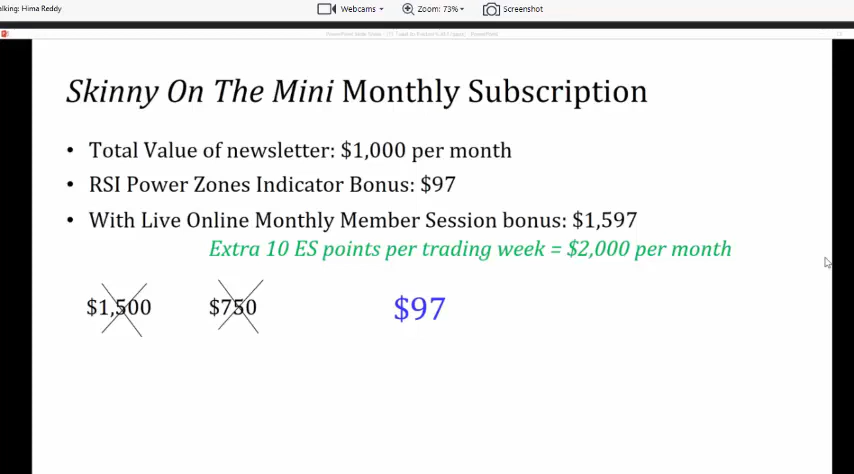 alking: Hima Reddy
Webcams
Zoom: 73%
Screenshot
Skinny On The Mini Monthly Subscription
• Total Value of newsletter: $1,000 per month
• RSI Power Zones Indicator Bonus: $97
• With Live Online Monthly Member Session bonus: $1,597
Extra 10 ES points per trading week = $2,000 per month
$1,500 $750 $97